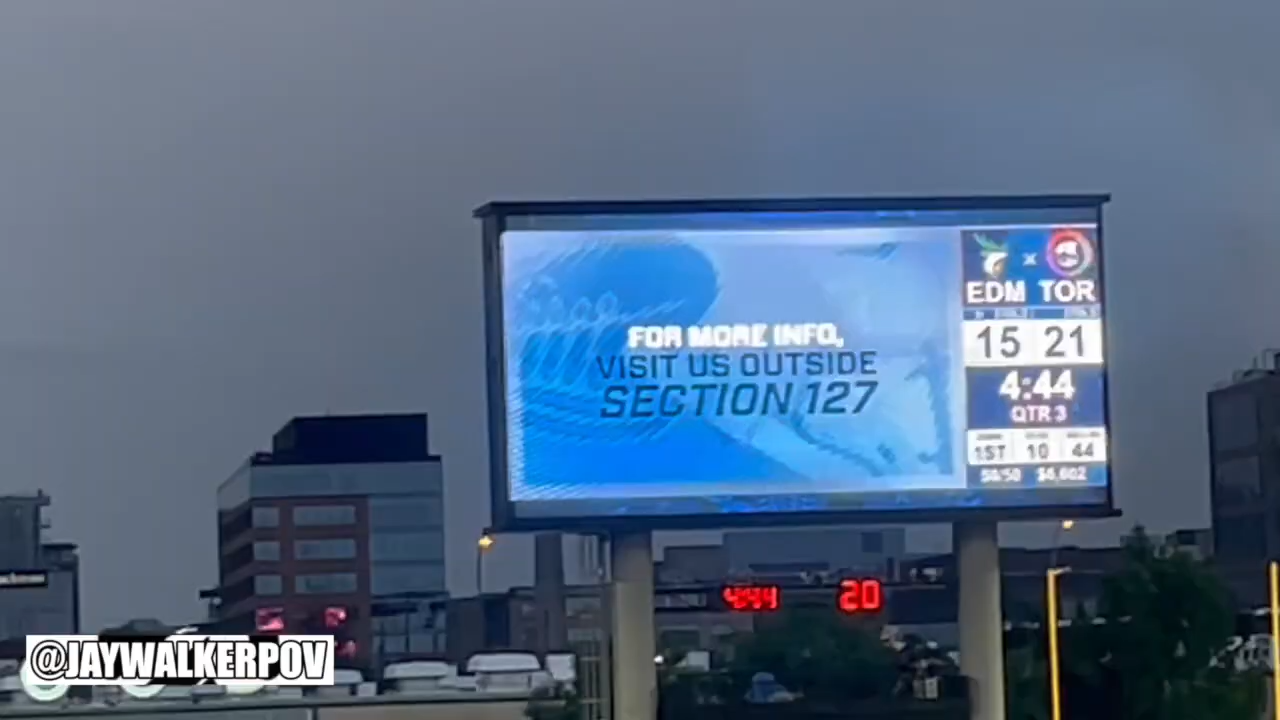 FOR MORE INFO,
VISIT US OUTSIDE
SECTION 127
EDM TOR
15 21
4:44
QTR 3
1ST 10 44
50/50 $6,602
4:44 20
@JAYWALKERPOV